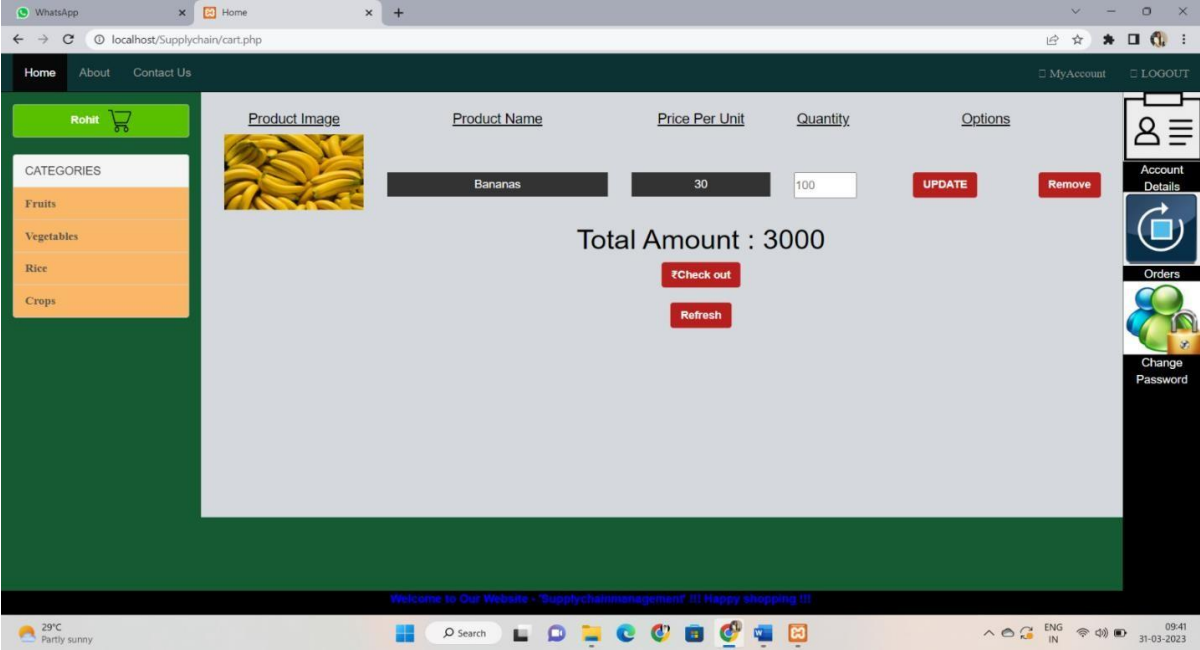 WhatsApp
Home
localhost/Supplychain/cart.php
Home About Contact Us MyAccount LOGOUT
Rohit
CATEGORIES
Fruits
Vegetables
Rice
Crops
Product Image Product Name Price Per Unit Quantity Options
Bananas 30 100 UPDATE Remove
Total Amount : 3000
₹Check out
Refresh
Account
Details
Orders
Change
Password
Welcome to Our Website - 'Supplychainmanagement' !!! Happy shopping !!!
29°C
Partly sunny
Search
ENG
IN
09:41
31-03-2023